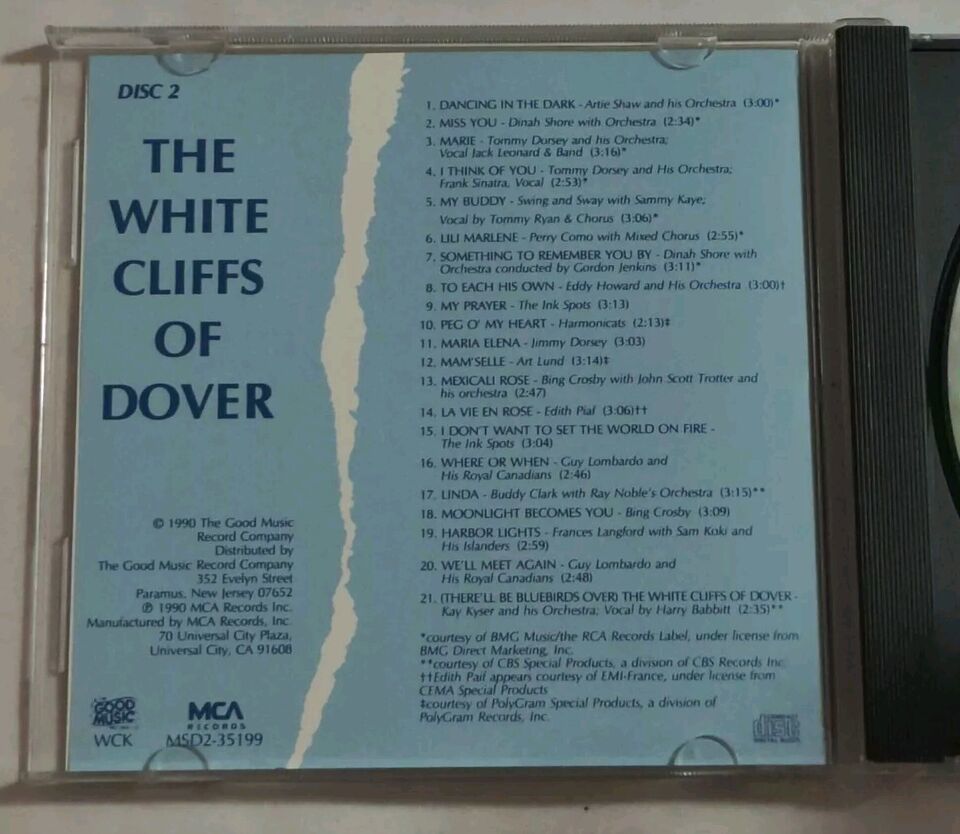 DISC 2
THE
WHITE
CLIFFS
OF
DOVER
© 1990 The Good Music
Record Company
Distributed by
The Good Music Record Company
352 Evelyn Street
Paramus, New Jersey 07652
℗ 1990 MCA Records Inc.
Manufactured by MCA Records, Inc.
70 Universal City Plaza,
Universal City, CA 91608
GOOD
MUSIC
WCK
MCA
RECORDS
MSD2-35199
1. DANCING IN THE DARK - Artie Shaw and his Orchestra (3:00)*
2. MISS YOU - Dinah Shore with Orchestra (2:34)*
3. MARIE - Tommy Dorsey and his Orchestra;
Vocal Jack Leonard & Band (3:16)*
4. I THINK OF YOU - Tommy Dorsey and His Orchestra;
Frank Sinatra, Vocal (2:53)*
5. MY BUDDY - Swing and Sway with Sammy Kaye;
Vocal by Tommy Ryan & Chorus (3:06)*
6. LILI MARLENE - Perry Como with Mixed Chorus (2:55)*
7. SOMETHING TO REMEMBER YOU BY - Dinah Shore with
Orchestra conducted by Gordon Jenkins (3:11)*
8. TO EACH HIS OWN - Eddy Howard and His Orchestra (3:00)†
9. MY PRAYER - The Ink Spots (3:13)
10. PEG O' MY HEART - Harmonicats (2:13)‡
11. MARIA ELENA - Jimmy Dorsey (3:03)
12. MAM'SELLE - Art Lund (3:14)‡
13. MEXICALI ROSE - Bing Crosby with John Scott Trotter and
his orchestra (2:47)
14. LA VIE EN ROSE - Edith Piaf (3:06)††
15. I DON'T WANT TO SET THE WORLD ON FIRE -
The Ink Spots (3:04)
16. WHERE OR WHEN - Guy Lombardo and
His Royal Canadians (2:46)
17. LINDA - Buddy Clark with Ray Noble's Orchestra (3:15)**
18. MOONLIGHT BECOMES YOU - Bing Crosby (3:09)
19. HARBOR LIGHTS - Frances Langford with Sam Koki and
His Islanders (2:59)
20. WE'LL MEET AGAIN - Guy Lombardo and
His Royal Canadians (2:48)
21. (THERE'LL BE BLUEBIRDS OVER) THE WHITE CLIFFS OF DOVER -
Kay Kyser and his Orchestra; Vocal by Harry Babbitt (2:35)**
*courtesy of BMG Music/the RCA Records Label, under license from
BMG Direct Marketing, Inc.
**courtesy of CBS Special Products, a division of CBS Records Inc.
††Edith Paif appears courtesy of EMI-France, under license from
CEMA Special Products
‡courtesy of PolyGram Special Products, a division of
PolyGram Records, Inc.
disc
DIGITAL AUDIO